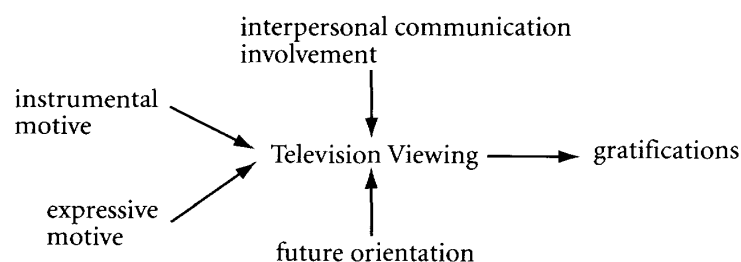 interpersonal communication
involvement
instrumental
motive
Television Viewing
gratifications
expressive
motive
future orientation